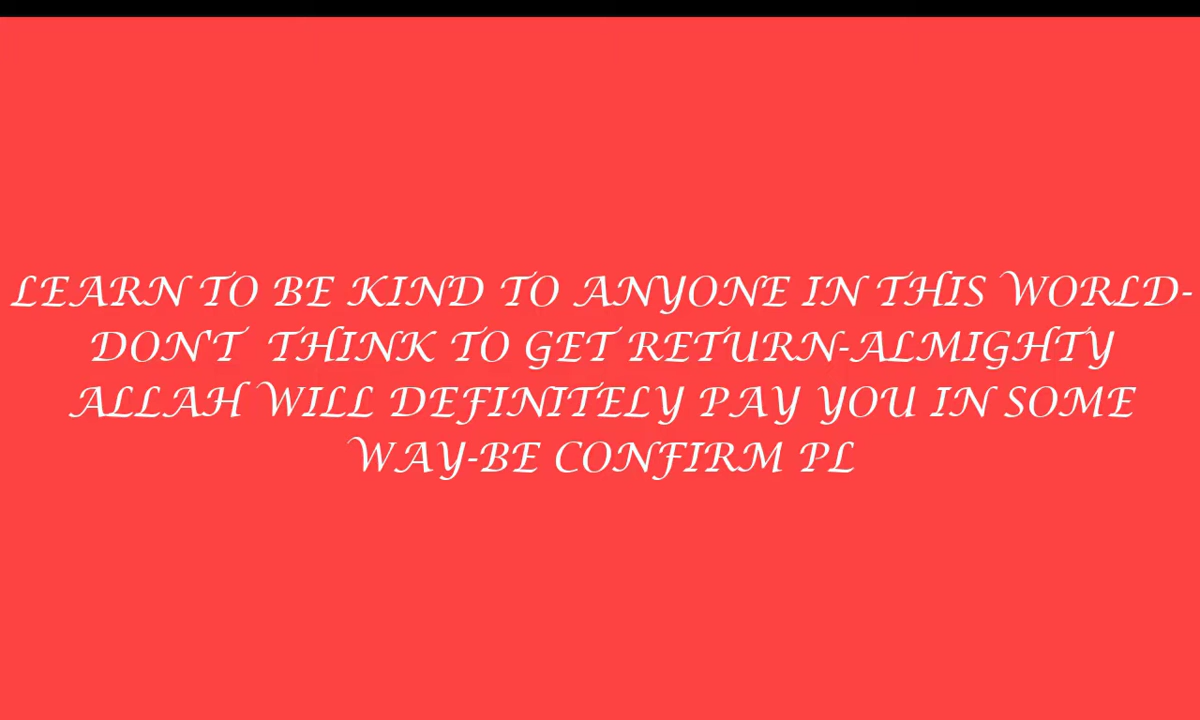 LEARN TO BE KIND TO ANYONE IN THIS WORLD-
DON'T THINK TO GET RETURN-ALMIGHTY
ALLAH WILL DEFINITELY PAY YOU IN SOME
WAY-BE CONFIRM PL